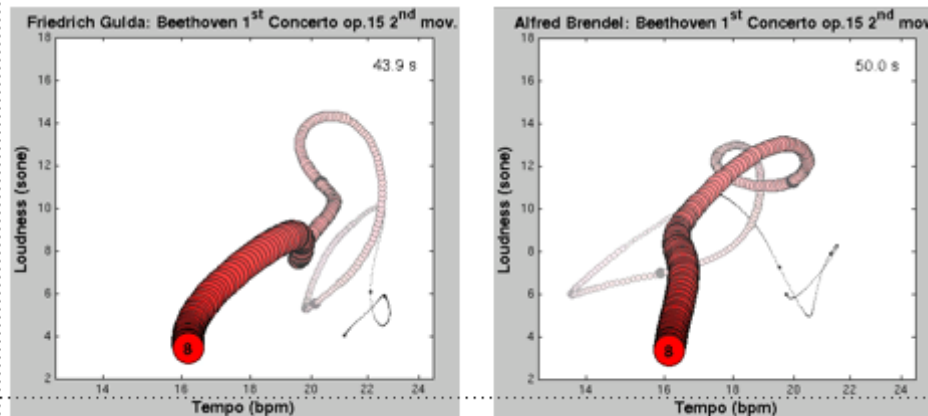 Friedrich Gulda: Beethoven 1st Concerto op.15 2nd mov.
43.9 s
18
16
14
12
10
8
6
4
2
Loudness (sone)
8
14 16 18 20 22 24
Tempo (bpm)
Alfred Brendel: Beethoven 1st Concerto op.15 2nd mov
50.0 s
18
16
14
12
10
8
6
4
2
Loudness (sone)
8
14 16 18 20 22 24
Tempo (bpm)